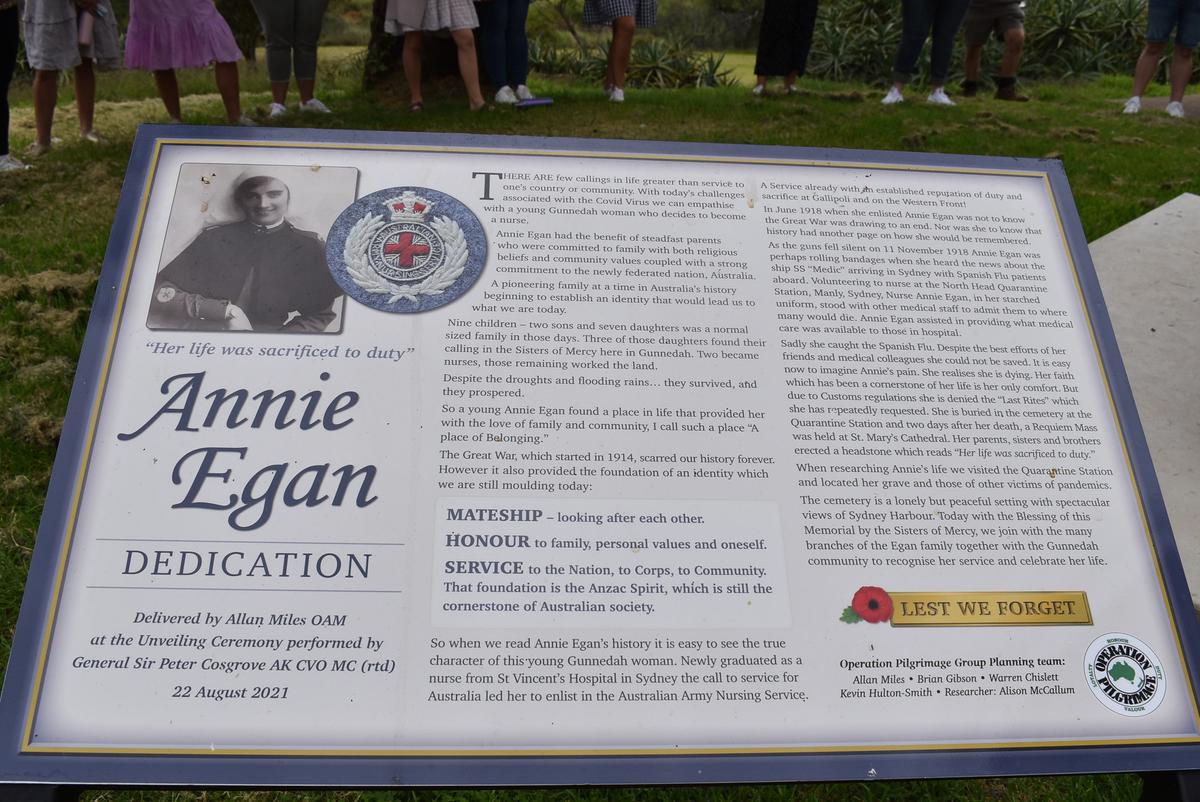 "Her life was sacrificed to duty"
Annie
Egan
DEDICATION
Delivered by Allan Miles OAM
at the Unveiling Ceremony performed by
General Sir Peter Cosgrove AK CVO MC (rtd)
22 August 2021
THERE ARE few callings in life greater than service to
one's country or community. With today's challenges
associated with the Covid Virus we can empathise
with a young Gunnedah woman who decides to become
a nurse.
Annie Egan had the benefit of steadfast parents
who were committed to family with both religious
beliefs and community values coupled with a strong
commitment to the newly federated nation, Australia.
A pioneering family at a time in Australia's history
beginning to establish an identity that would lead us to
what we are today.
Nine children – two sons and seven daughters was a normal
sized family in those days. Three of those daughters found their
calling in the Sisters of Mercy here in Gunnedah. Two became
nurses, those remaining worked the land.
Despite the droughts and flooding rains... they survived, and
they prospered.
So a young Annie Egan found a place in life that provided her
with the love of family and community, I call such a place "A
place of Belonging."
The Great War, which started in 1914, scarred our history forever.
However it also provided the foundation of an identity which
we are still moulding today:
MATESHIP – looking after each other.
HONOUR to family, personal values and oneself.
SERVICE to the Nation, to Corps, to Community.
That foundation is the Anzac Spirit, which is still the
cornerstone of Australian society.
So when we read Annie Egan's history it is easy to see the true
character of this young Gunnedah woman. Newly graduated as a
nurse from St Vincent's Hospital in Sydney the call to service for
Australia led her to enlist in the Australian Army Nursing Service.
A Service already with an established reputation of duty and
sacrifice at Gallipoli and on the Western Front!
In June 1918 when she enlisted Annie Egan was not to know
the Great War was drawing to an end. Nor was she to know that
history had another page on how she would be remembered.
As the guns fell silent on 11 November 1918 Annie Egan was
perhaps rolling bandages when she heard the news about the
ship SS "Medic" arriving in Sydney with Spanish Flu patients
aboard. Volunteering to nurse at the North Head Quarantine
Station, Manly, Sydney, Nurse Annie Egan, in her starched
uniform, stood with other medical staff to admit them to where
many would die. Annie Egan assisted in providing what medical
care was available to those in hospital.
Sadly she caught the Spanish Flu. Despite the best efforts of her
friends and medical colleagues she could not be saved. It is easy
now to imagine Annie's pain. She realises she is dying. Her faith
which has been a cornerstone of her life is her only comfort. But
due to Customs regulations she is denied the "Last Rites" which
she has repeatedly requested. She is buried in the cemetery at the
Quarantine Station and two days after her death, a Requiem Mass
was held at St. Mary's Cathedral. Her parents, sisters and brothers
erected a headstone which reads "Her life was sacrificed to duty."
When researching Annie's life we visited the Quarantine Station
and located her grave and those of other victims of pandemics.
The cemetery is a lonely but peaceful setting with spectacular
views of Sydney Harbour. Today with the Blessing of this
Memorial by the Sisters of Mercy, we join with the many
branches of the Egan family together with the Gunnedah
community to recognise her service and celebrate her life.
LEST WE FORGET
Operation Pilgrimage Group Planning team:
Allan Miles • Brian Gibson • Warren Chislett
Kevin Hulton-Smith • Researcher: Alison McCallum
HONOUR
OPERATION
PILGRIMAGE
VALOUR